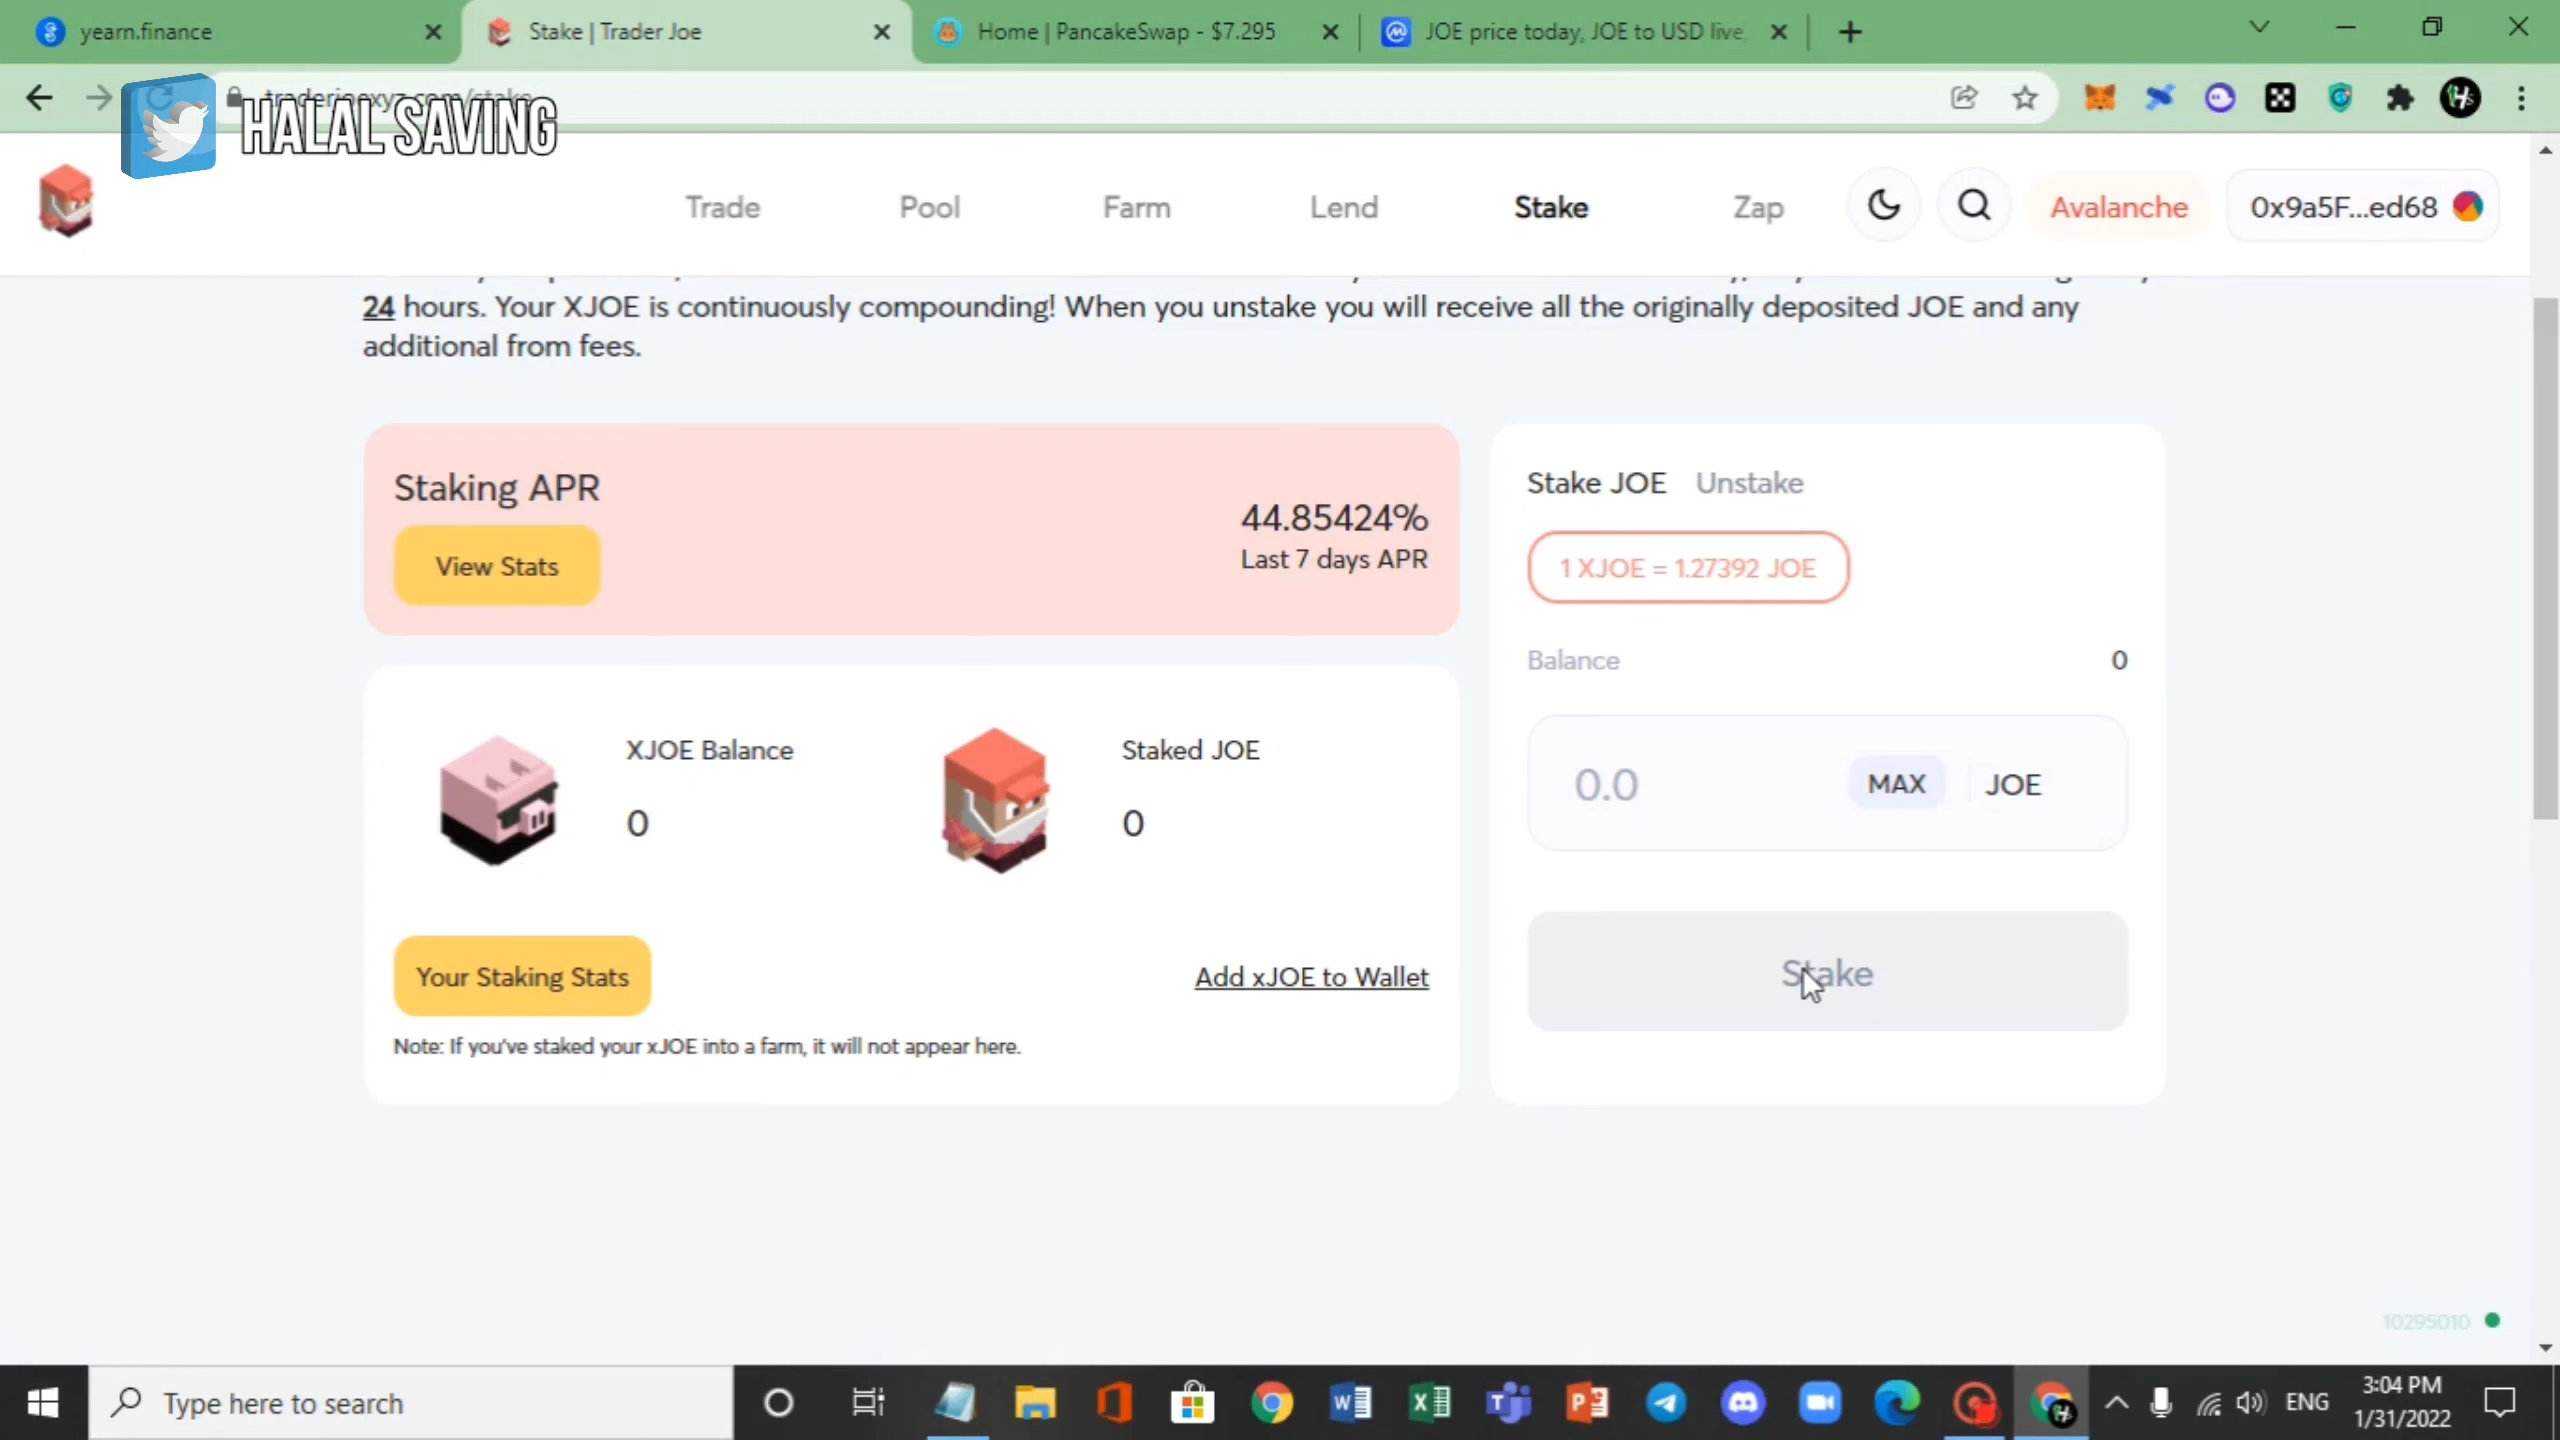 yearn.finance
Stake | Trader Joe
Home | PancakeSwap - $7.295
JOE price today, JOE to USD live,
traderjoexyz.com/stake
HALAL SAVING
Trade
Pool
Farm
Lend
Stake
Zap
Avalanche
0x9a5F...ed68
24 hours. Your XJOE is continuously compounding! When you unstake you will receive all the originally deposited JOE and any
additional from fees.
Staking APR
View Stats
44.85424%
Last 7 days APR
Stake JOE
Unstake
1 XJOE = 1.27392 JOE
Balance
0
0.0
MAX
JOE
Stake
XJOE Balance
0
Staked JOE
0
Your Staking Stats
Add xJOE to Wallet
Note: If you've staked your xJOE into a farm, it will not appear here.
10295010
Type here to search
ENG
3:04 PM
1/31/2022